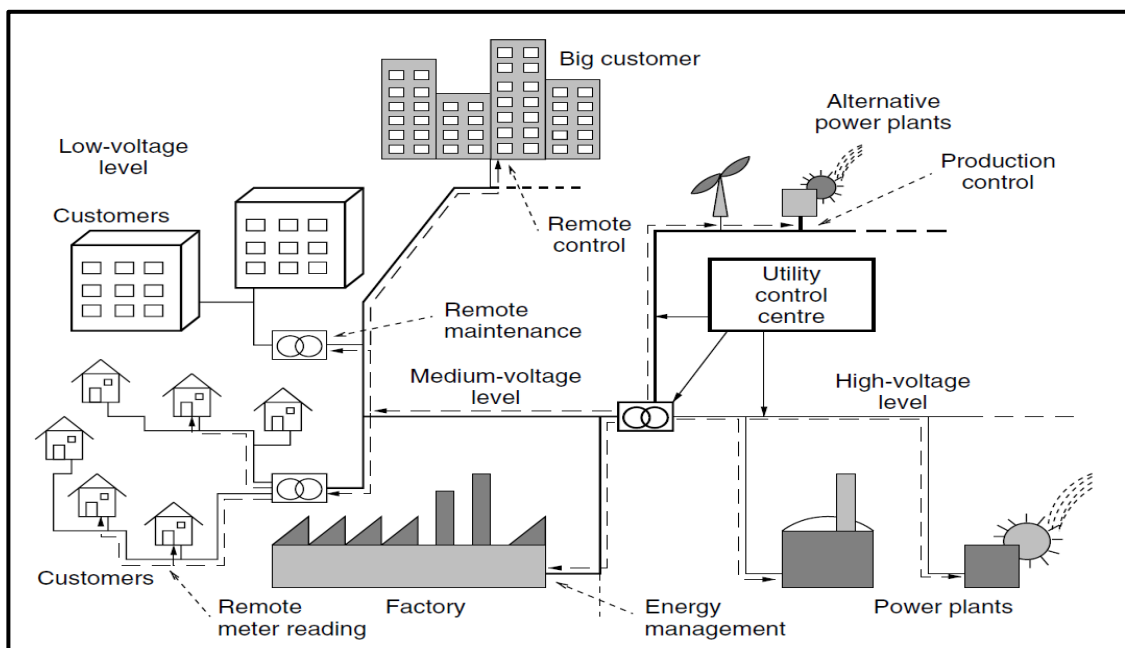 Big customer
Alternative
power plants
Low-voltage
level
Production
control
Customers
Remote
control
Utility
control
centre
Remote
maintenance
Medium-voltage
level
High-voltage
level
Customers
Remote
meter reading
Factory
Energy
management
Power plants